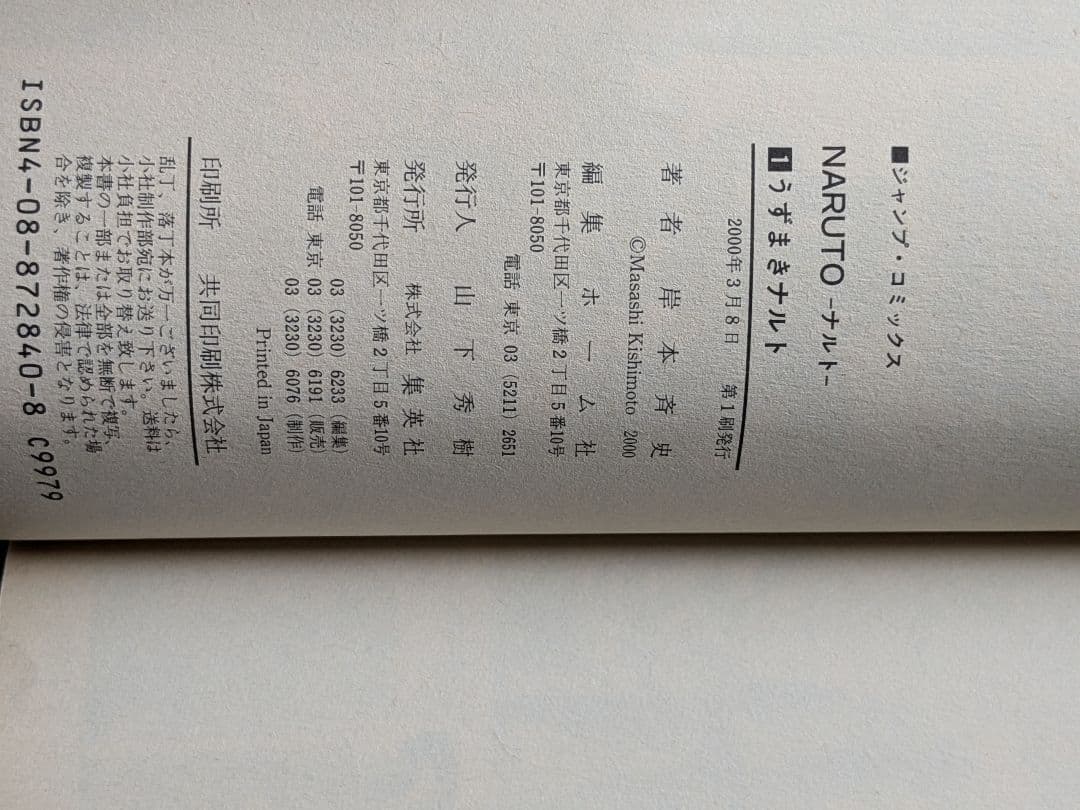 ■ジャンプ・コミックス
NARUTO -ナルト-
1 うずまきナルト
2000年3月8日 第1刷発行
著者 岸本斉史
©Masashi Kishimoto 2000
編集 ホーム社
東京都千代田区一ツ橋2丁目5番10号
〒101-8050
電話 東京 03 (5211) 2651
発行人 山下秀樹
発行所 株式会社 集英社
東京都千代田区一ツ橋2丁目5番10号
〒101-8050
03 (3230) 6233 (編集)
電話 東京 03 (3230) 6191 (販売)
03 (3230) 6076 (制作)
Printed in Japan
印刷所 共同印刷株式会社
乱丁、落丁本が万一ございましたら、
小社制作部宛にお送り下さい。送料は
小社負担でお取り替え致します。
本書の一部または全部を無断で複写、
複製することは、法律で認められた場
合を除き、著作権の侵害となります。
ISBN4-08-872840-8 C9979